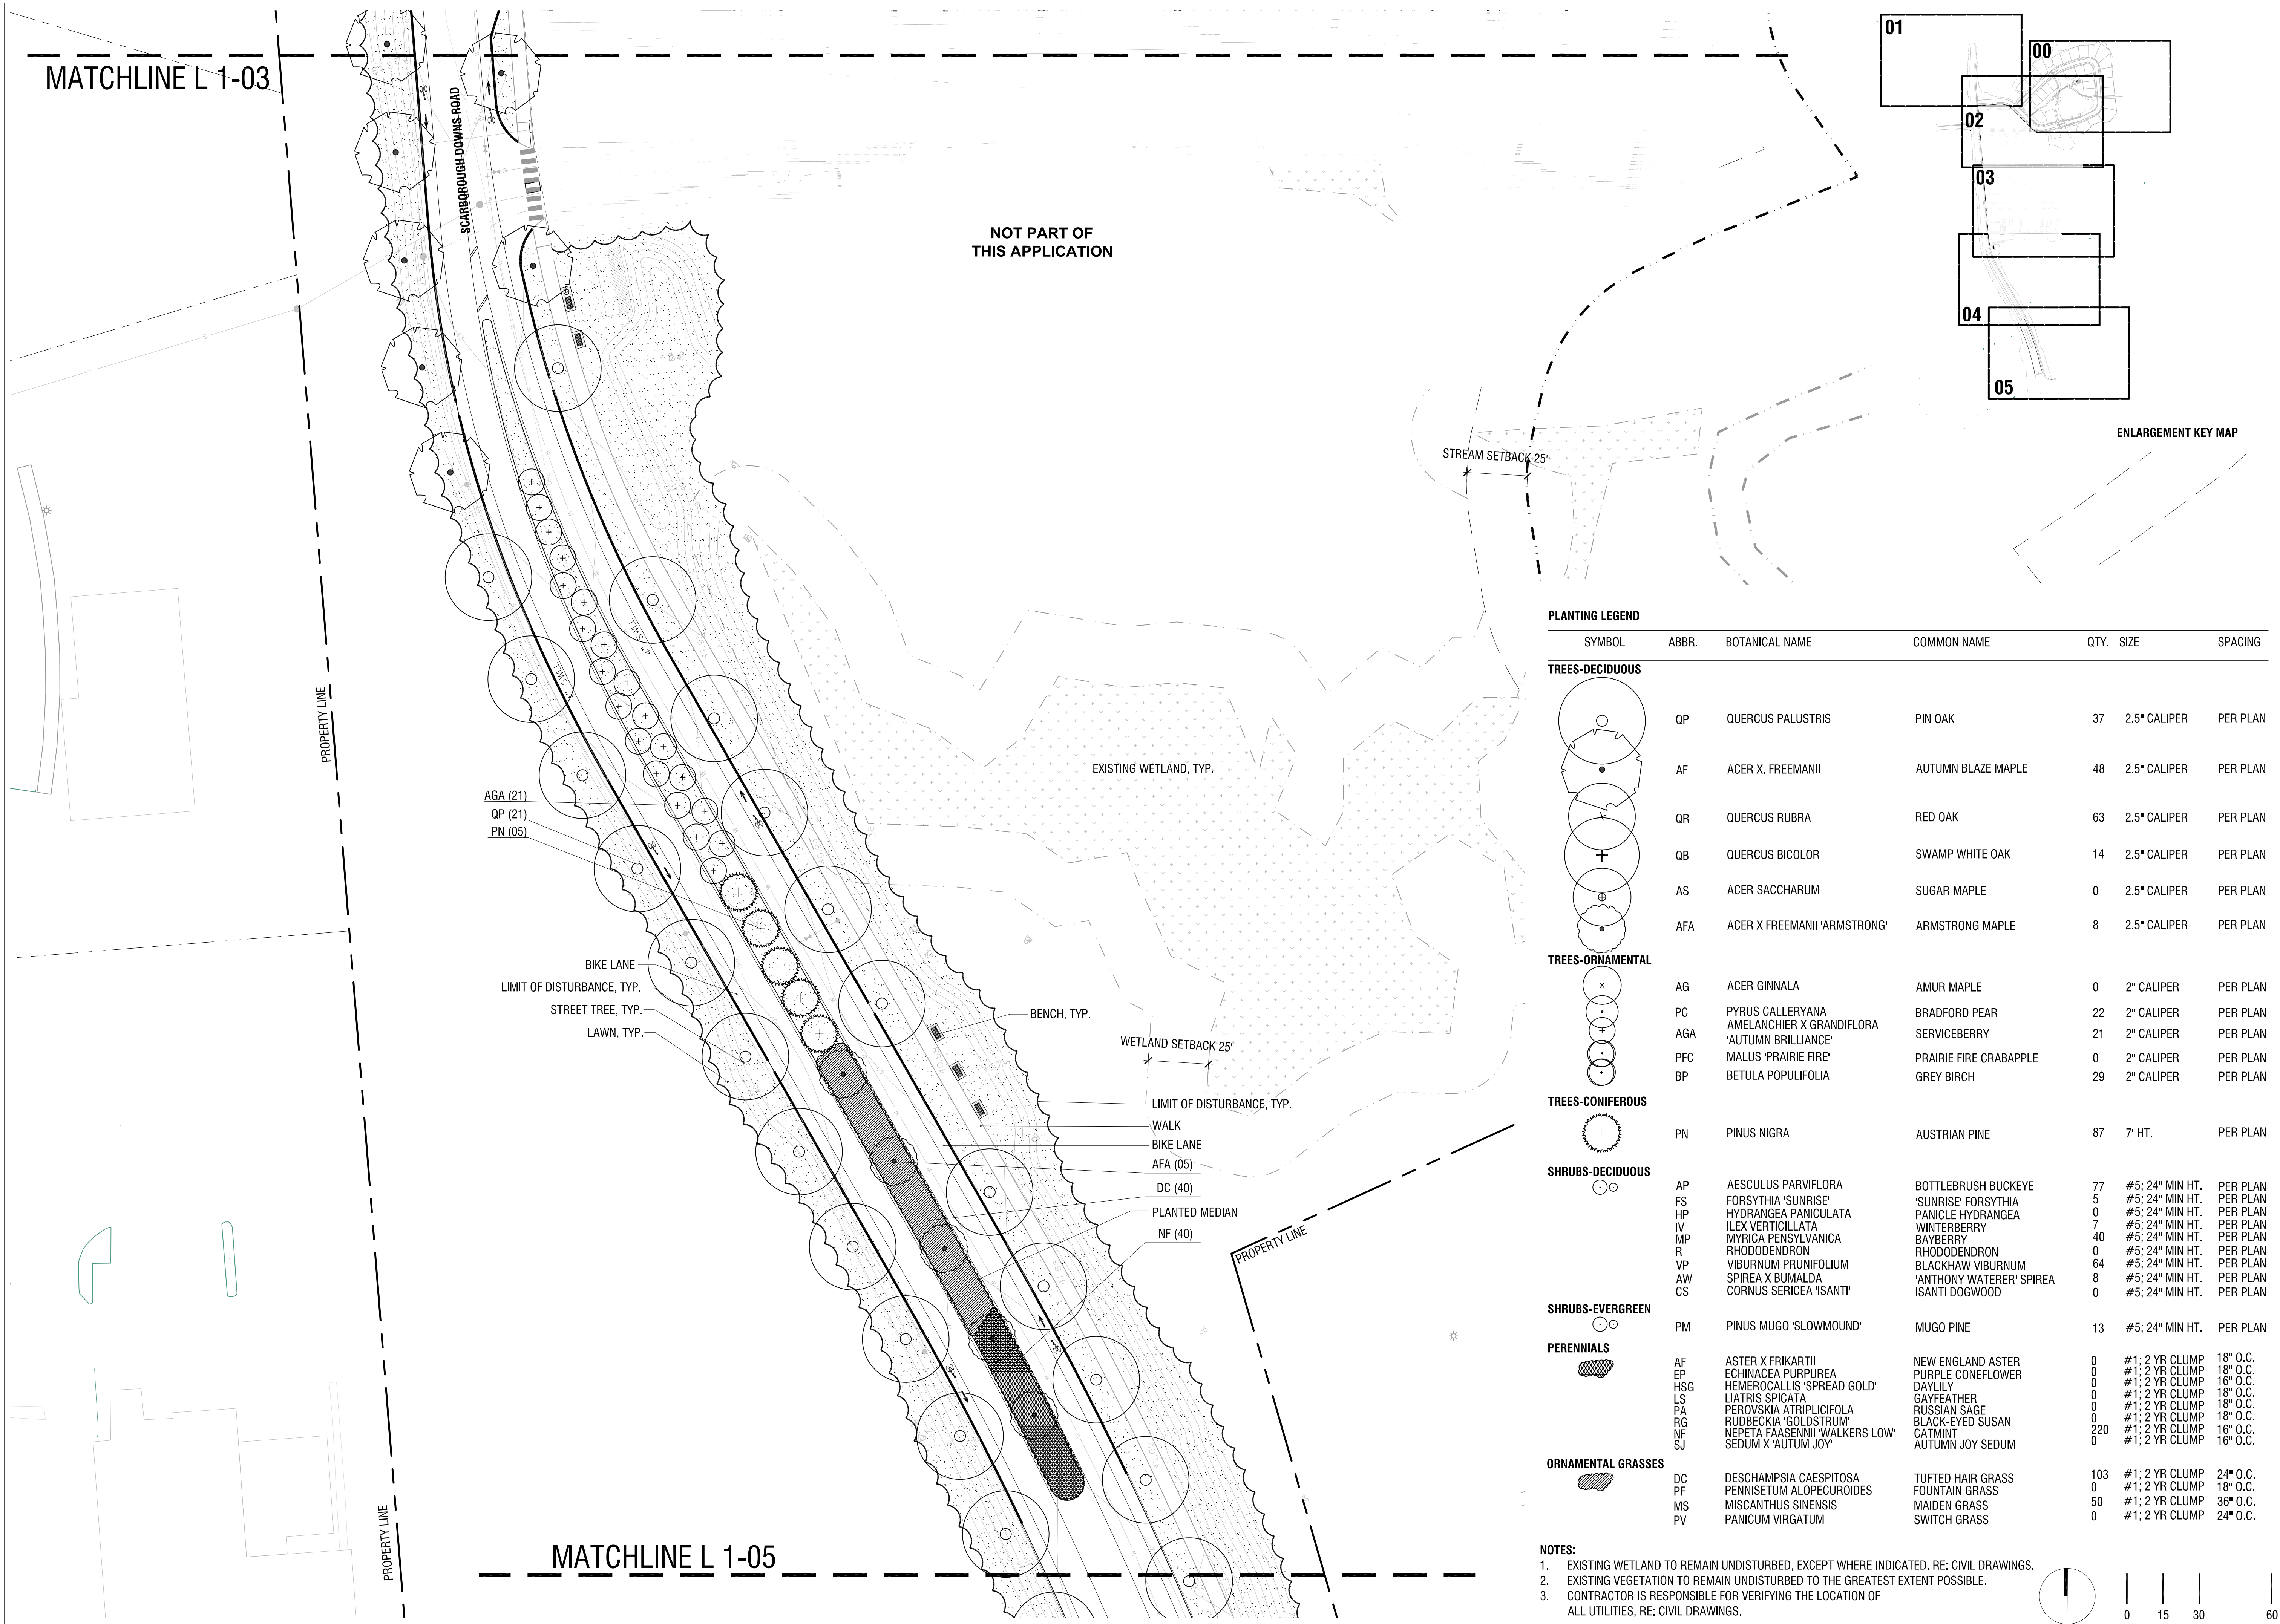 MATCHLINE L 1-03
SCARBOROUGH DOWNS ROAD
NOT PART OF
THIS APPLICATION
01
00
02
03
04
05
ENLARGEMENT KEY MAP
STREAM SETBACK 25'
PROPERTY LINE
EXISTING WETLAND, TYP.
AGA (21)
QP (21)
PN (05)
BIKE LANE
LIMIT OF DISTURBANCE, TYP.
STREET TREE, TYP.
LAWN, TYP.
BENCH, TYP.
WETLAND SETBACK 25'
LIMIT OF DISTURBANCE, TYP.
WALK
BIKE LANE
AFA (05)
DC (40)
PLANTED MEDIAN
NF (40)
PROPERTY LINE
PROPERTY LINE
MATCHLINE L 1-05
PLANTING LEGEND
SYMBOL ABBR. BOTANICAL NAME COMMON NAME QTY. SIZE SPACING
TREES-DECIDUOUS
QP QUERCUS PALUSTRIS PIN OAK 37 2.5" CALIPER PER PLAN
AF ACER X. FREEMANII AUTUMN BLAZE MAPLE 48 2.5" CALIPER PER PLAN
QR QUERCUS RUBRA RED OAK 63 2.5" CALIPER PER PLAN
QB QUERCUS BICOLOR SWAMP WHITE OAK 14 2.5" CALIPER PER PLAN
AS ACER SACCHARUM SUGAR MAPLE 0 2.5" CALIPER PER PLAN
AFA ACER X FREEMANII 'ARMSTRONG' ARMSTRONG MAPLE 8 2.5" CALIPER PER PLAN
TREES-ORNAMENTAL
AG ACER GINNALA AMUR MAPLE 0 2" CALIPER PER PLAN
PC PYRUS CALLERYANA BRADFORD PEAR 22 2" CALIPER PER PLAN
AMELANCHIER X GRANDIFLORA
AGA 'AUTUMN BRILLIANCE' SERVICEBERRY 21 2" CALIPER PER PLAN
PFC MALUS 'PRAIRIE FIRE' PRAIRIE FIRE CRABAPPLE 0 2" CALIPER PER PLAN
BP BETULA POPULIFOLIA GREY BIRCH 29 2" CALIPER PER PLAN
TREES-CONIFEROUS
PN PINUS NIGRA AUSTRIAN PINE 87 7' HT. PER PLAN
SHRUBS-DECIDUOUS
AP AESCULUS PARVIFLORA BOTTLEBRUSH BUCKEYE 77 #5; 24" MIN HT. PER PLAN
FS FORSYTHIA 'SUNRISE' 'SUNRISE' FORSYTHIA 5 #5; 24" MIN HT. PER PLAN
HP HYDRANGEA PANICULATA PANICLE HYDRANGEA 0 #5; 24" MIN HT. PER PLAN
IV ILEX VERTICILLATA WINTERBERRY 7 #5; 24" MIN HT. PER PLAN
MP MYRICA PENSYLVANICA BAYBERRY 40 #5; 24" MIN HT. PER PLAN
R RHODODENDRON RHODODENDRON 0 #5; 24" MIN HT. PER PLAN
VP VIBURNUM PRUNIFOLIUM BLACKHAW VIBURNUM 64 #5; 24" MIN HT. PER PLAN
AW SPIREA X BUMALDA 'ANTHONY WATERER' SPIREA 8 #5; 24" MIN HT. PER PLAN
CS CORNUS SERICEA 'ISANTI' ISANTI DOGWOOD 0 #5; 24" MIN HT. PER PLAN
SHRUBS-EVERGREEN
PM PINUS MUGO 'SLOWMOUND' MUGO PINE 13 #5; 24" MIN HT. PER PLAN
PERENNIALS
AF ASTER X FRIKARTII NEW ENGLAND ASTER 0 #1; 2 YR CLUMP 18" O.C.
EP ECHINACEA PURPUREA PURPLE CONEFLOWER 0 #1; 2 YR CLUMP 18" O.C.
HSG HEMEROCALLIS 'SPREAD GOLD' DAYLILY 0 #1; 2 YR CLUMP 16" O.C.
LS LIATRIS SPICATA GAYFEATHER 0 #1; 2 YR CLUMP 18" O.C.
PA PEROVSKIA ATRIPLICIFOLA RUSSIAN SAGE 0 #1; 2 YR CLUMP 18" O.C.
RG RUDBECKIA 'GOLDSTRUM' BLACK-EYED SUSAN 0 #1; 2 YR CLUMP 18" O.C.
NF NEPETA FAASENNII 'WALKERS LOW' CATMINT 220 #1; 2 YR CLUMP 16" O.C.
SJ SEDUM X 'AUTUM JOY' AUTUMN JOY SEDUM 0 #1; 2 YR CLUMP 16" O.C.
ORNAMENTAL GRASSES
DC DESCHAMPSIA CAESPITOSA TUFTED HAIR GRASS 103 #1; 2 YR CLUMP 24" O.C.
PF PENNISETUM ALOPECUROIDES FOUNTAIN GRASS 0 #1; 2 YR CLUMP 18" O.C.
MS MISCANTHUS SINENSIS MAIDEN GRASS 50 #1; 2 YR CLUMP 36" O.C.
PV PANICUM VIRGATUM SWITCH GRASS 0 #1; 2 YR CLUMP 24" O.C.
NOTES:
1. EXISTING WETLAND TO REMAIN UNDISTURBED, EXCEPT WHERE INDICATED. RE: CIVIL DRAWINGS.
2. EXISTING VEGETATION TO REMAIN UNDISTURBED TO THE GREATEST EXTENT POSSIBLE.
3. CONTRACTOR IS RESPONSIBLE FOR VERIFYING THE LOCATION OF
ALL UTILITIES, RE: CIVIL DRAWINGS.
0 15 30 60